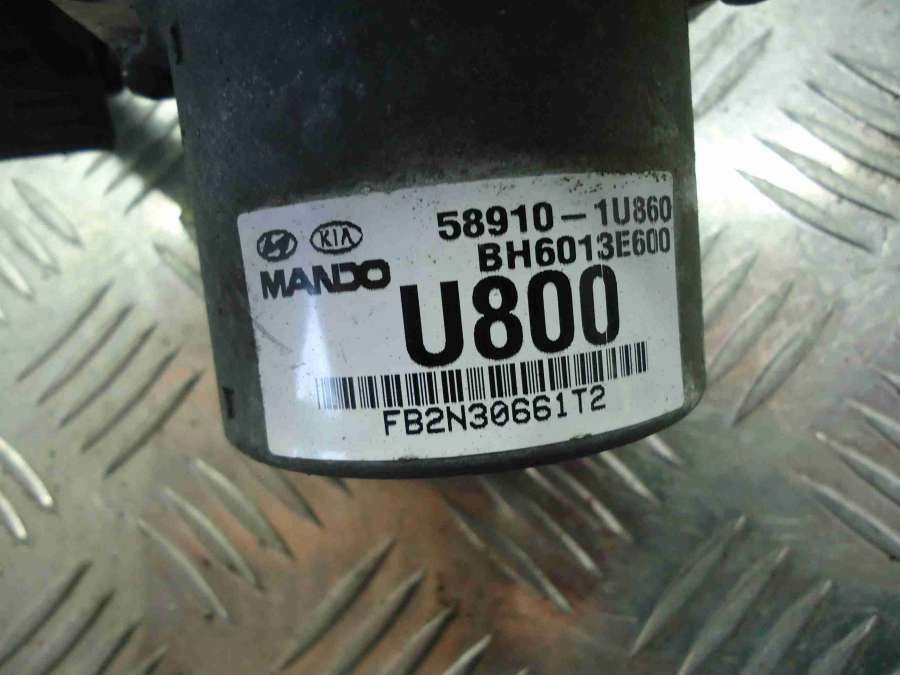 58910-1U860
KIA
BH6013E600
MANDO
U800
FB2N30661T2